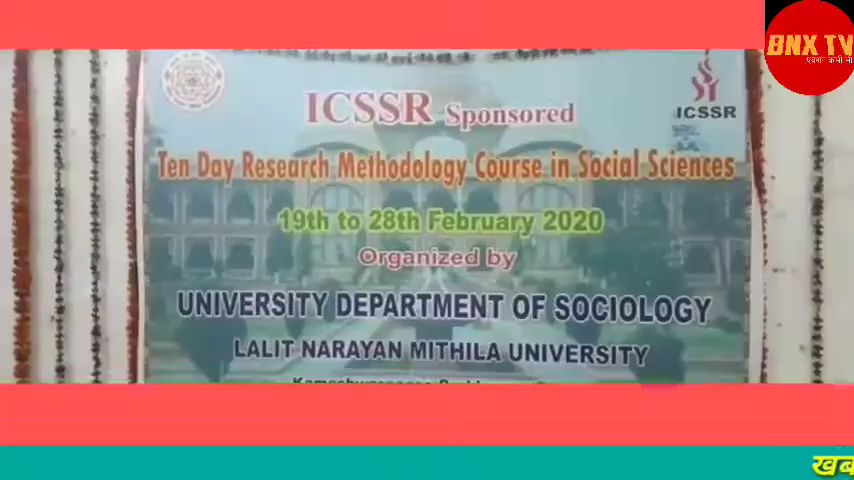 BNX TV
ICSSR
ICSSR Sponsored
Ten Day Research Methodology Course in Social Sciences
19th to 28th February 2020
Organized by
UNIVERSITY DEPARTMENT OF SOCIOLOGY
LALIT NARAYAN MITHILA UNIVERSITY